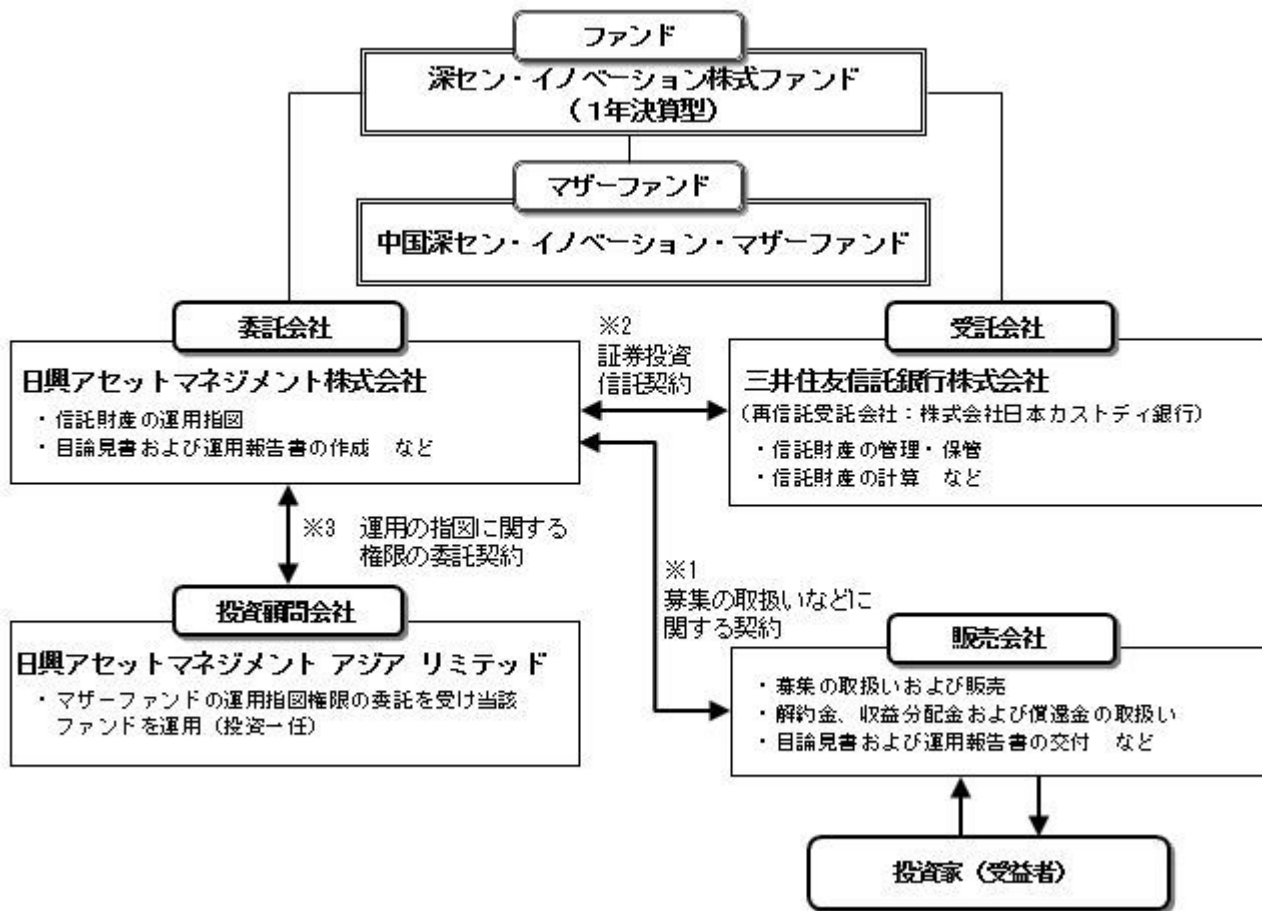 ファンド
深セン・イノベーション株式ファンド
（１年決算型）
マザーファンド
中国深セン・イノベーション・マザーファンド
委託会社
日興アセットマネジメント株式会社
・信託財産の運用指図
・目論見書および運用報告書の作成　など
※2
証券投資
信託契約
受託会社
三井住友信託銀行株式会社
（再信託受託会社：株式会社日本カストディ銀行）
・信託財産の管理・保管
・信託財産の計算　など
※3　運用の指図に関する
権限の委託契約
投資顧問会社
日興アセットマネジメント アジア リミテッド
・マザーファンドの運用指図権限の委託を受け当該
ファンドを運用（投資一任）
※1
募集の取扱いなどに
関する契約
販売会社
・募集の取扱いおよび販売
・解約金、収益分配金および償還金の取扱い
・目論見書および運用報告書の交付　など
投資家（受益者）